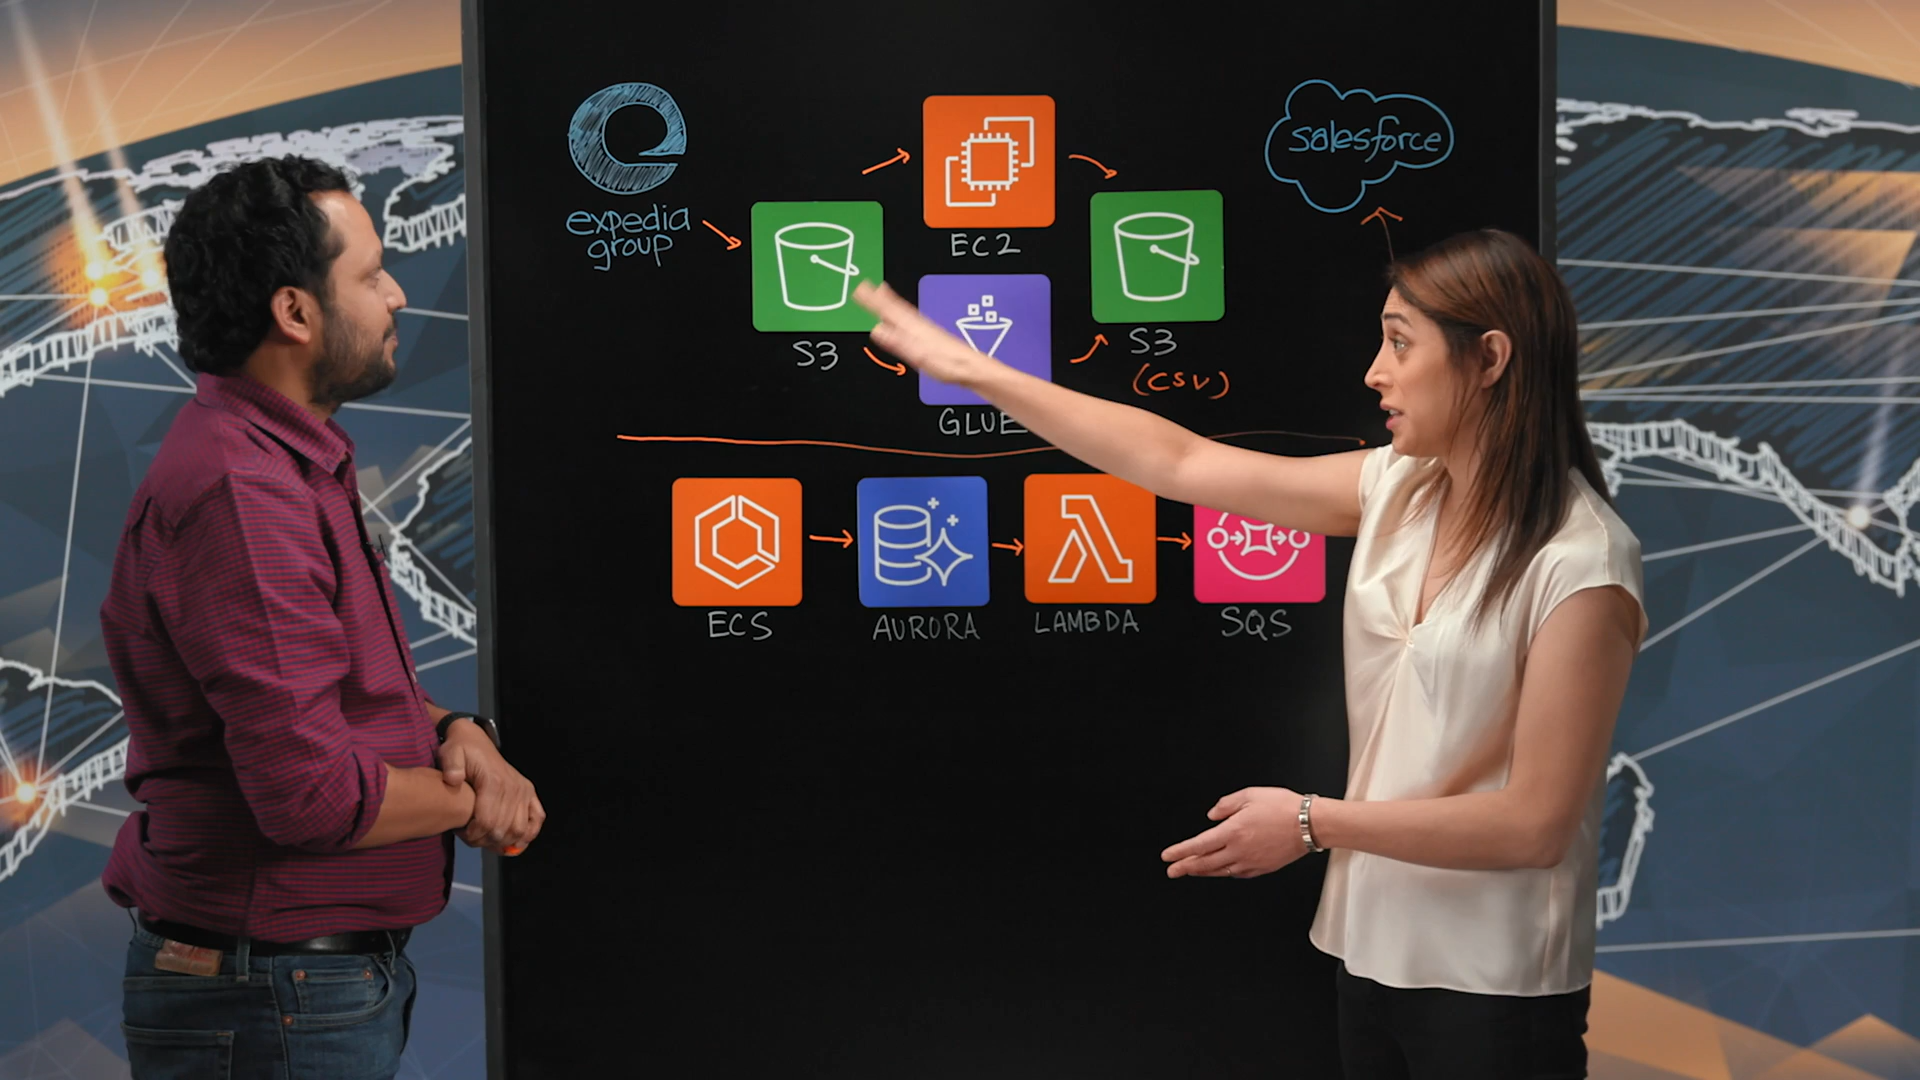 expedia
group
salesforce
EC2
S3
S3
(CSV)
GLUE
ECS
AURORA
LAMBDA
SQS